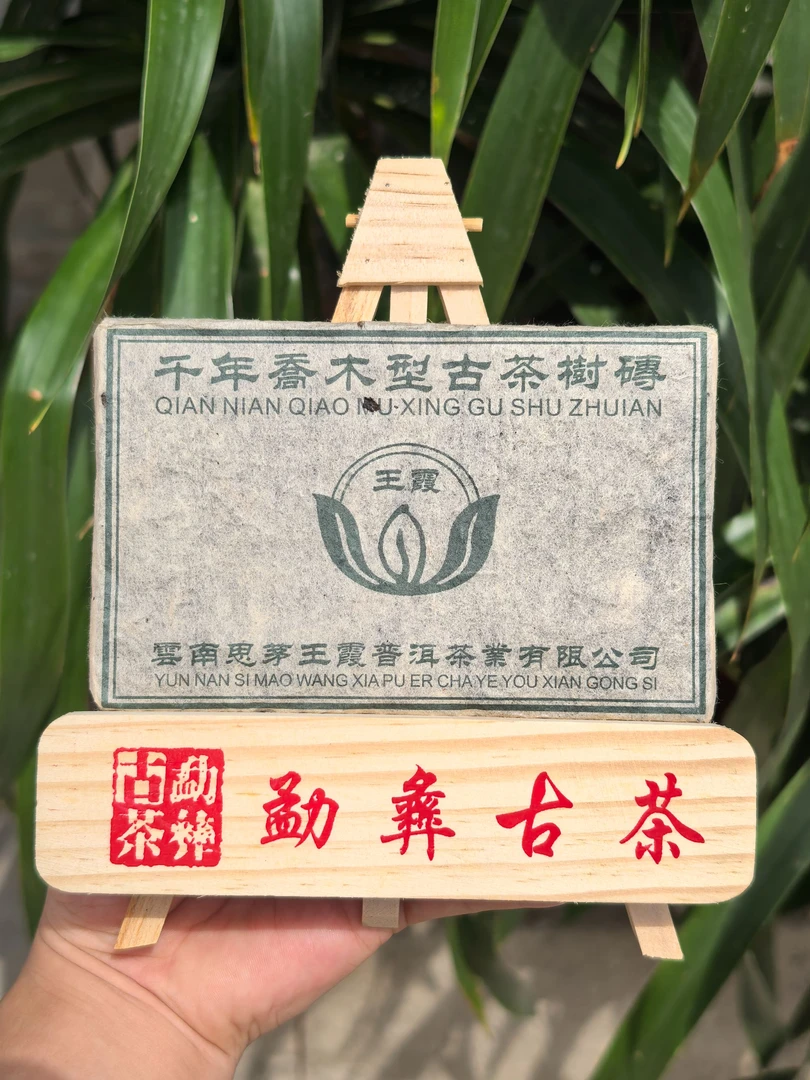 千年喬木型古茶樹磚
QIAN NIAN QIAO MU·XING GU SHU ZHUIAN
王霞
雲南思茅王霞普洱茶業有限公司
YUN NAN SI MAO WANG XIA PU ER CHA YE YOU XIAN GONG SI
勐彝古茶
勐彝古茶